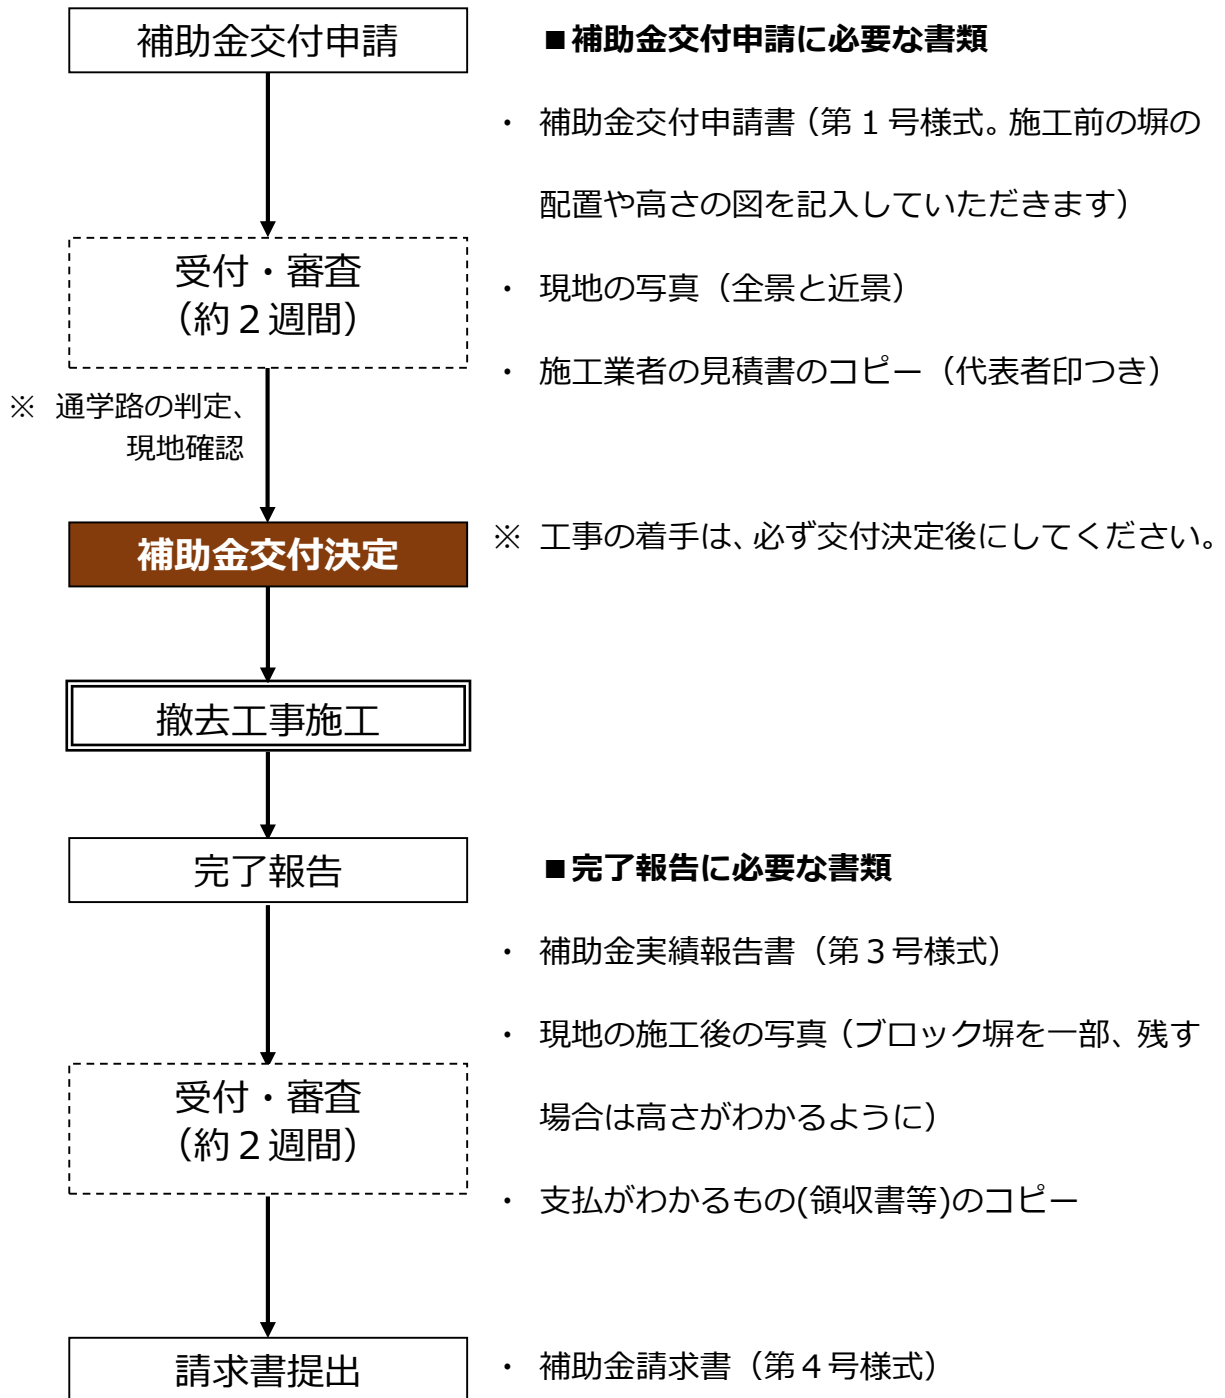 補助金交付申請
■補助金交付申請に必要な書類
・ 補助金交付申請書（第１号様式。施工前の塀の
配置や高さの図を記入していただきます）
受付・審査
（約２週間）
・ 現地の写真（全景と近景）
・ 施工業者の見積書のコピー（代表者印つき）
※ 通学路の判定、
現地確認
補助金交付決定
※ 工事の着手は、必ず交付決定後にしてください。
撤去工事施工
完了報告
■完了報告に必要な書類
・ 補助金実績報告書（第３号様式）
・ 現地の施工後の写真（ブロック塀を一部、残す
場合は高さがわかるように）
受付・審査
（約２週間）
・ 支払がわかるもの(領収書等)のコピー
請求書提出
・ 補助金請求書（第４号様式）